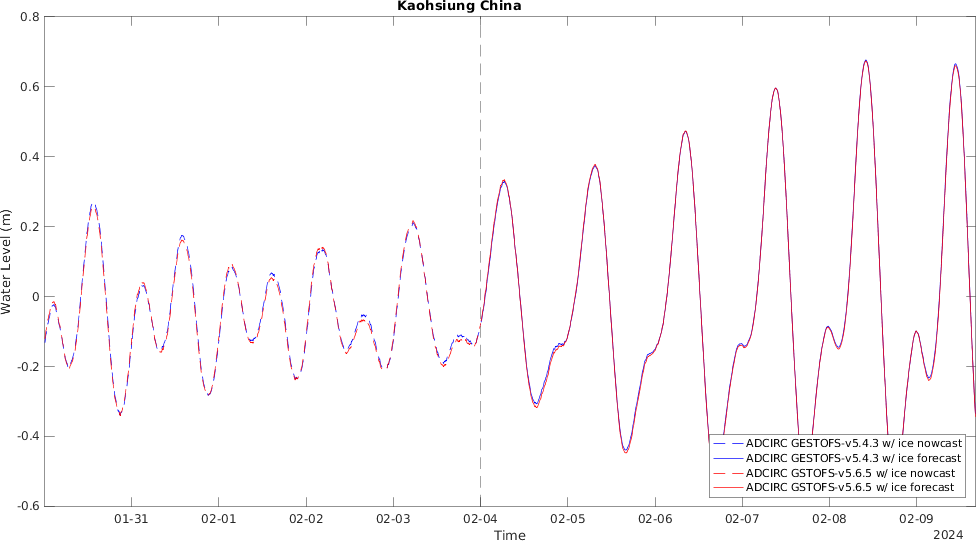 Kaohsiung China
0.8
0.6
0.4
0.2
0
-0.2
-0.4
-0.6
Water Level (m)
01-31
02-01
02-02
02-03
02-04
02-05
02-06
02-07
02-08
02-09
Time
2024
ADCIRC GESTOFS-v5.4.3 w/ ice nowcast
ADCIRC GESTOFS-v5.4.3 w/ ice forecast
ADCIRC GSTOFS-v5.6.5 w/ ice nowcast
ADCIRC GSTOFS-v5.6.5 w/ ice forecast